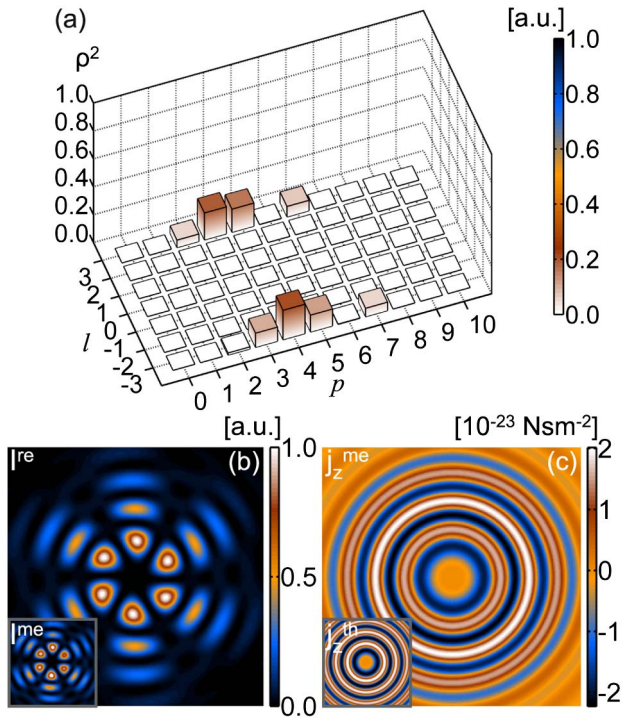 (a)
[a.u.]
ρ²
1.0
0.8
0.6
0.4
0.2
0.0
1.0
0.8
0.6
0.4
0.2
0.0
3
2
1
0
-1
-2
-3
l
0
1
2
3
4
5
6
7
8
9
10
p
[a.u.]
[10⁻²³ Nsm⁻²]
Iʳᵉ
(b)
1.0
0.5
0.0
Iᵐᵉ
j_zᵐᵉ
(c)
2
1
0
-1
-2
j_zᵗʰ